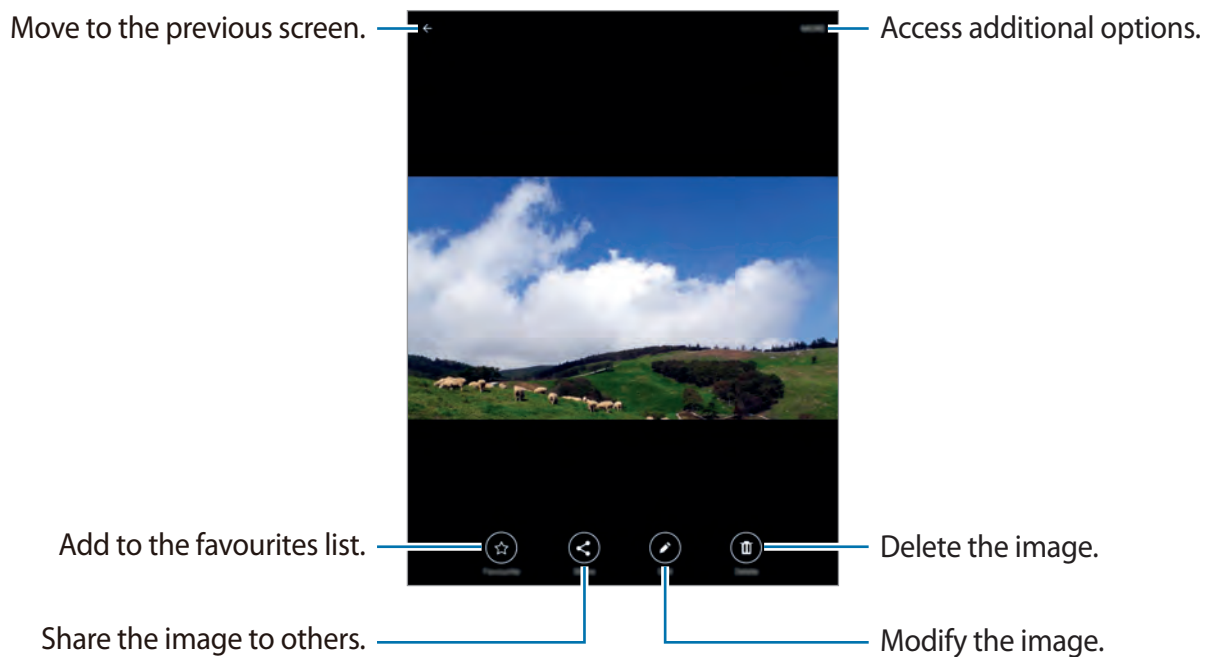 Move to the previous screen.
Access additional options.
Add to the favourites list.
Delete the image.
Share the image to others.
Modify the image.